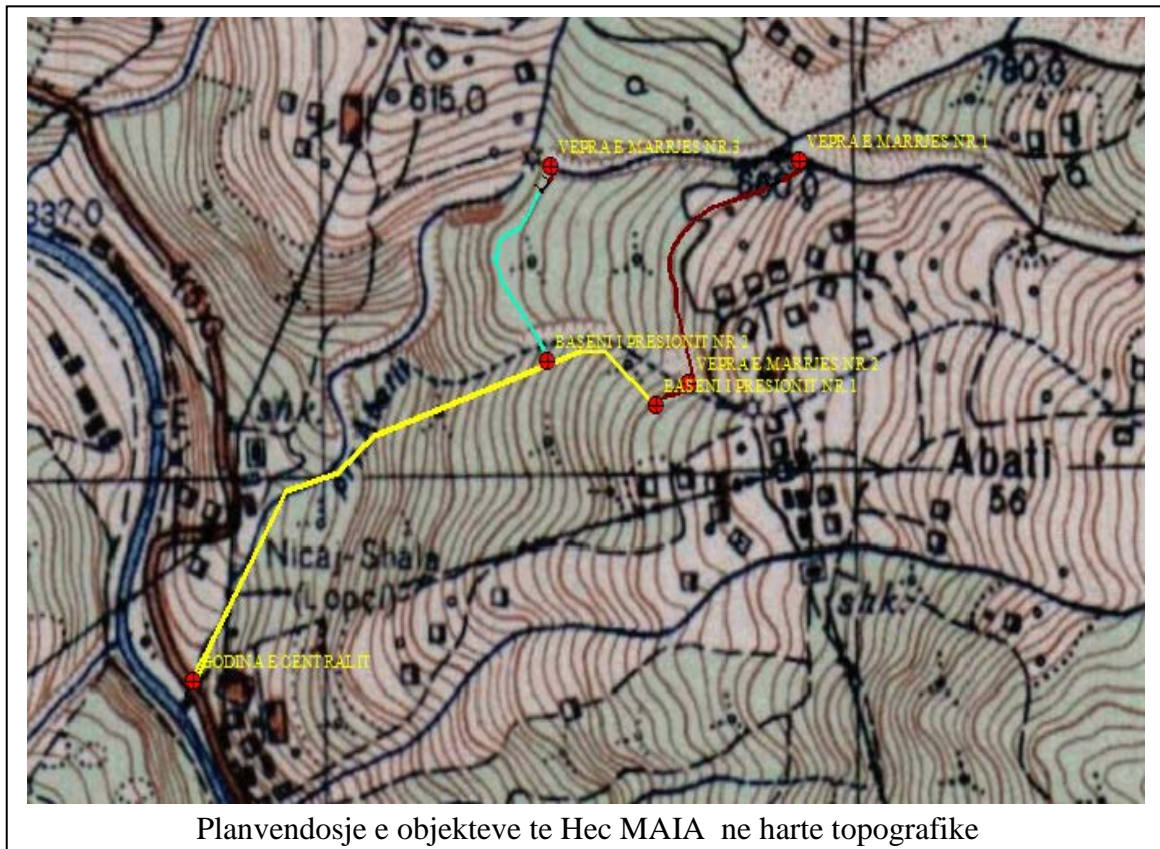 780.0
615,0
VEPRA E MARRJES NR.3
VEPRA E MARRJES NR.1
337.0
BASENI I PRESIONIT NR.2
VEPRA E MARRJES NR.2
BASENI I PRESIONIT NR.1
shk.
Abatit
Abati
56
Nicaj-Shala
(Lopci)
shk.
GODINA E CENTRALIT
Planvendosje e objekteve te Hec MAIA ne harte topografike